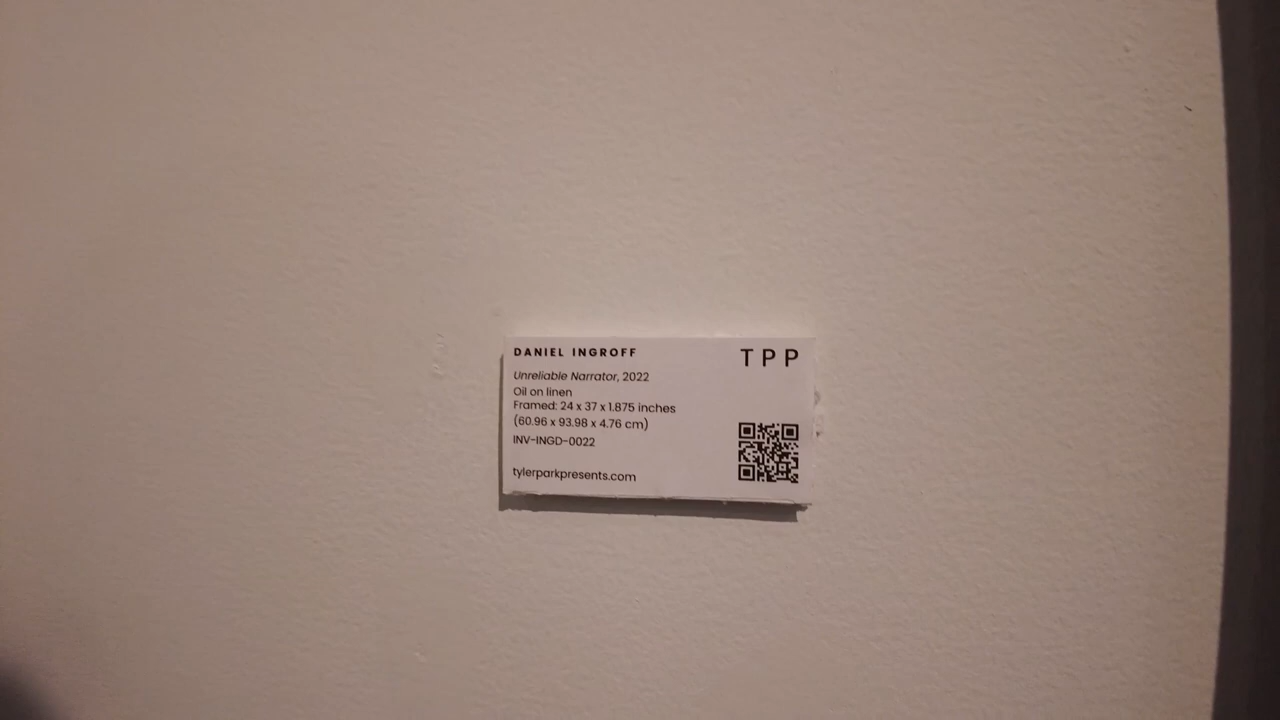 DANIEL INGROFF
TPP
Unreliable Narrator, 2022
Oil on linen
Framed: 24 x 37 x 1.875 inches
(60.96 x 93.98 x 4.76 cm)
INV-INGD-0022
tylerparkpresents.com